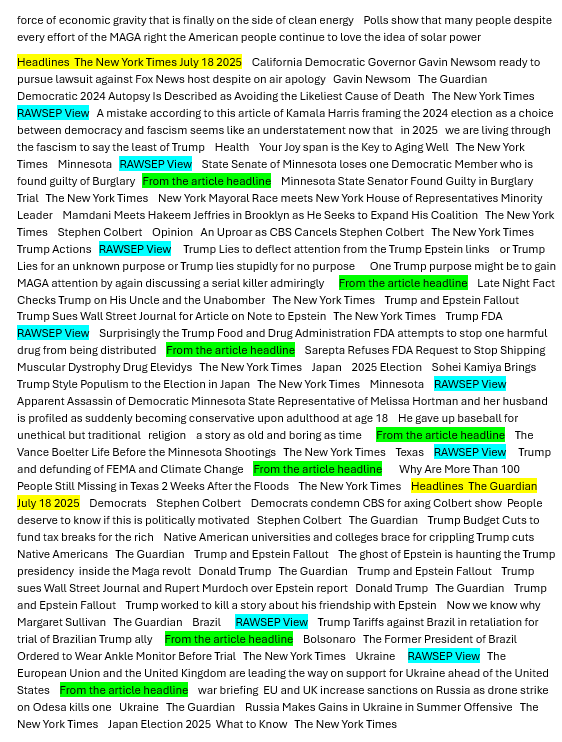 force of economic gravity that is finally on the side of clean energy    Polls show that many people despite
every effort of the MAGA right the American people continue to love the idea of solar power
Headlines  The New York Times July 18 2025    California Democratic Governor Gavin Newsom ready to
pursue lawsuit against Fox News host despite on air apology   Gavin Newsom   The Guardian
Democratic 2024 Autopsy Is Described as Avoiding the Likeliest Cause of Death   The New York Times
RAWSEP View   A mistake according to this article of Kamala Harris framing the 2024 election as a choice
between democracy and fascism seems like an understatement now that   in 2025   we are living through
the fascism to say the least of Trump    Health    Your Joy span is the Key to Aging Well   The New York
Times    Minnesota   RAWSEP View    State Senate of Minnesota loses one Democratic Member who is
found guilty of Burglary   From the article headline    Minnesota State Senator Found Guilty in Burglary
Trial   The New York Times    New York Mayoral Race meets New York House of Representatives Minority
Leader    Mamdani Meets Hakeem Jeffries in Brooklyn as He Seeks to Expand His Coalition   The New York
Times    Stephen Colbert    Opinion   An Uproar as CBS Cancels Stephen Colbert   The New York Times
Trump Actions   RAWSEP View     Trump Lies to deflect attention from the Trump Epstein links    or Trump
Lies for an unknown purpose or Trump lies stupidly for no purpose      One Trump purpose might be to gain
MAGA attention by again discussing a serial killer admiringly     From the article headline    Late Night Fact
Checks Trump on His Uncle and the Unabomber   The New York Times    Trump and Epstein Fallout
Trump Sues Wall Street Journal for Article on Note to Epstein   The New York Times    Trump FDA
RAWSEP View    Surprisingly the Trump Food and Drug Administration FDA attempts to stop one harmful
drug from being distributed    From the article headline    Sarepta Refuses FDA Request to Stop Shipping
Muscular Dystrophy Drug Elevidys   The New York Times    Japan    2025 Election    Sohei Kamiya Brings
Trump Style Populism to the Election in Japan   The New York Times    Minnesota    RAWSEP View
Apparent Assassin of Democratic Minnesota State Representative of Melissa Hortman and her husband
is profiled as suddenly becoming conservative upon adulthood at age 18    He gave up baseball for
unethical but traditional   religion    a story as old and boring as time     From the article headline    The
Vance Boelter Life Before the Minnesota Shootings   The New York Times    Texas    RAWSEP View    Trump
and defunding of FEMA and Climate Change    From the article headline      Why Are More Than 100
People Still Missing in Texas 2 Weeks After the Floods    The New York Times    Headlines  The Guardian
July 18 2025    Democrats    Stephen Colbert    Democrats condemn CBS for axing Colbert show  People
deserve to know if this is politically motivated   Stephen Colbert   The Guardian    Trump Budget Cuts to
fund tax breaks for the rich    Native American universities and colleges brace for crippling Trump cuts
Native Americans   The Guardian    Trump and Epstein Fallout    The ghost of Epstein is haunting the Trump
presidency  inside the Maga revolt   Donald Trump   The Guardian    Trump and Epstein Fallout    Trump
sues Wall Street Journal and Rupert Murdoch over Epstein report   Donald Trump   The Guardian    Trump
and Epstein Fallout    Trump worked to kill a story about his friendship with Epstein    Now we know why
Margaret Sullivan   The Guardian    Brazil     RAWSEP View    Trump Tariffs against Brazil in retaliation for
trial of Brazilian Trump ally    From the article headline    Bolsonaro   The Former President of Brazil
Ordered to Wear Ankle Monitor Before Trial   The New York Times    Ukraine    RAWSEP View   The
European Union and the United Kingdom are leading the way on support for Ukraine ahead of the United
States    From the article headline    war briefing  EU and UK increase sanctions on Russia as drone strike
on Odesa kills one   Ukraine   The Guardian    Russia Makes Gains in Ukraine in Summer Offensive   The
New York Times    Japan Election 2025  What to Know   The New York Times